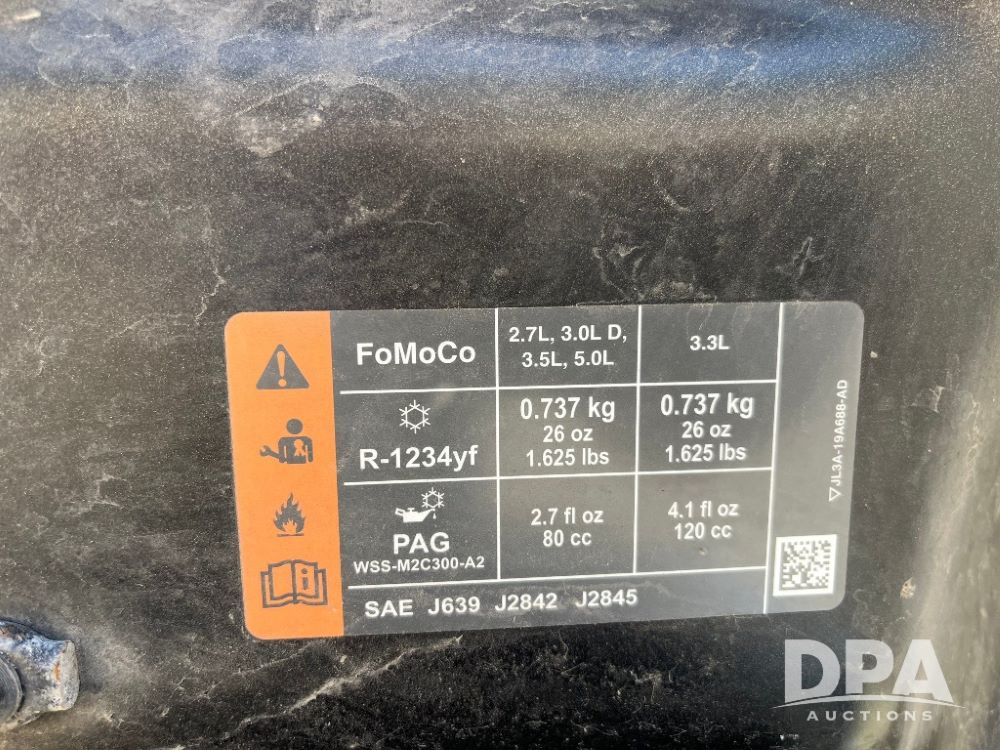 FoMoCo
2.7L, 3.0L D,
3.5L, 5.0L
3.3L
R-1234yf
0.737 kg
26 oz
1.625 lbs
0.737 kg
26 oz
1.625 lbs
PAG
WSS-M2C300-A2
2.7 fl oz
80 cc
4.1 fl oz
120 cc
SAE J639 J2842 J2845
JL3A-19A688-AD
DPA
AUCTIONS